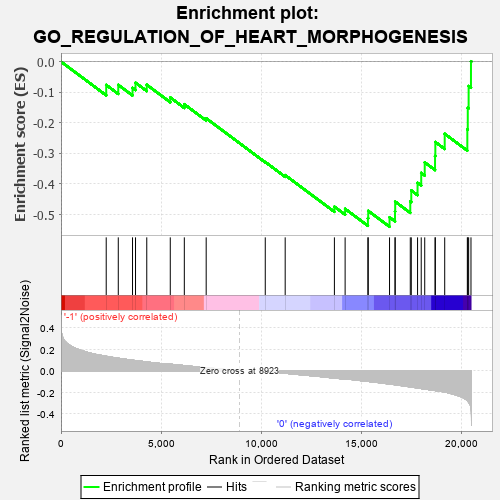 Enrichment plot:
GO_REGULATION_OF_HEART_MORPHOGENESIS
Enrichment score (ES)
0.0
-0.1
-0.2
-0.3
-0.4
-0.5
'-1' (positively correlated)
Ranked list metric (Signal2Noise)
0.4
0.2
0.0
-0.2
-0.4
Zero cross at 8923
'0' (negatively correlated)
0
5,000
10,000
15,000
20,000
Rank in Ordered Dataset
Enrichment profile
Hits
Ranking metric scores